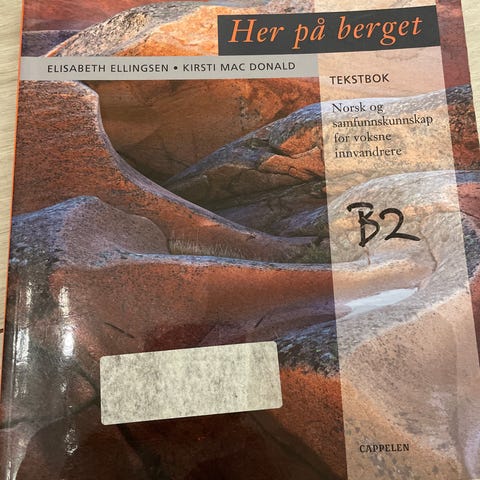 Her på berget
ELISABETH ELLINGSEN • KIRSTI MAC DONALD
TEKSTBOK
Norsk og
samfunnskunnskap
for voksne
innvandrere
B2
CAPPELEN